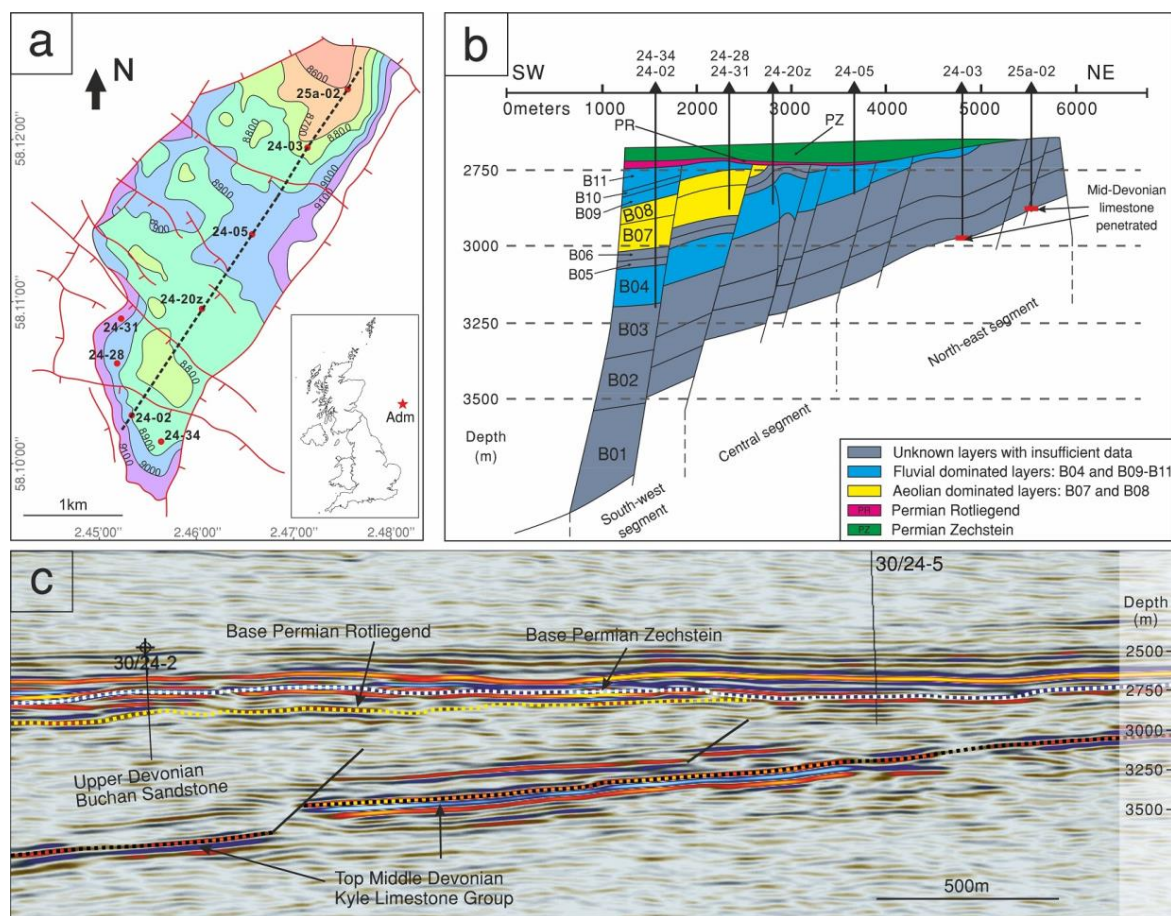 a
N
58.12'00"
58.11'00"
58.10'00"
8600
25a-02
8700
8800
24-03
8800
8900
9000
9100
8900
24-05
24-20z
24-31
24-28
8800
24-02
8900
24-34
9100
9000
Adm
1km
2.45'00"
2.46'00"
2.47'00"
2.48'00"
b
SW
NE
24-34
24-02
24-28
24-31
24-20z
24-05
24-03
25a-02
0meters
1000
2000
3000
4000
5000
6000
PR
PZ
2750
3000
3250
3500
Depth
(m)
B11
B10
B09
B08
B07
B06
B05
B04
B03
B02
B01
Mid-Devonian
limestone
penetrated
South-west
segment
Central segment
North-east segment
Unknown layers with insufficient data
Fluvial dominated layers: B04 and B09-B11
Aeolian dominated layers: B07 and B08
PR
Permian Rotliegend
PZ
Permian Zechstein
c
30/24-5
Depth
(m)
Base Permian Rotliegend
Base Permian Zechstein
30/24-2
2500
2750
3000
3250
3500
Upper Devonian
Buchan Sandstone
Top Middle Devonian
Kyle Limestone Group
500m